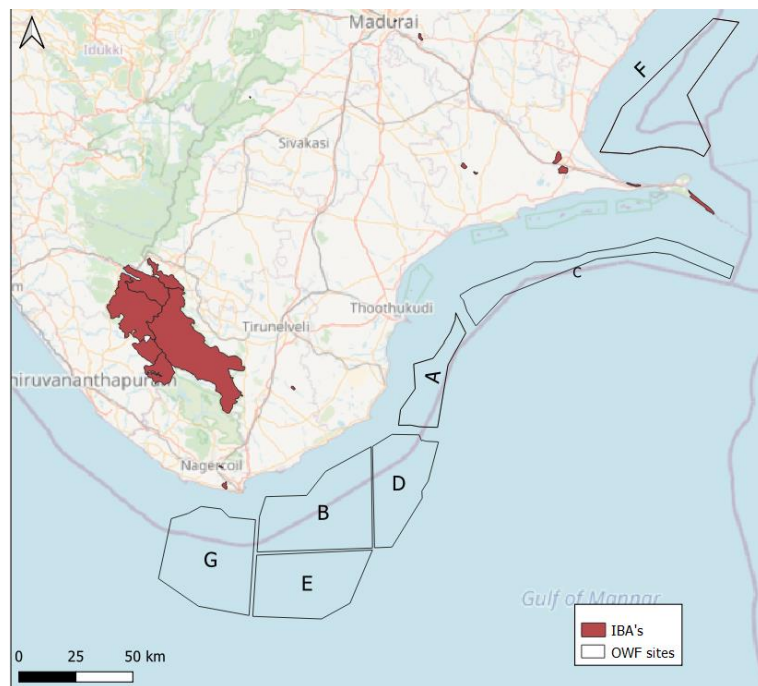 Madurai
Idukki
F
Sivakasi
C
Thoothukudi
Tirunelveli
A
hiruvananthapuram
Nagercoil
D
B
G
E
Gulf of Mannar
IBA's
OWF sites
0 25 50 km